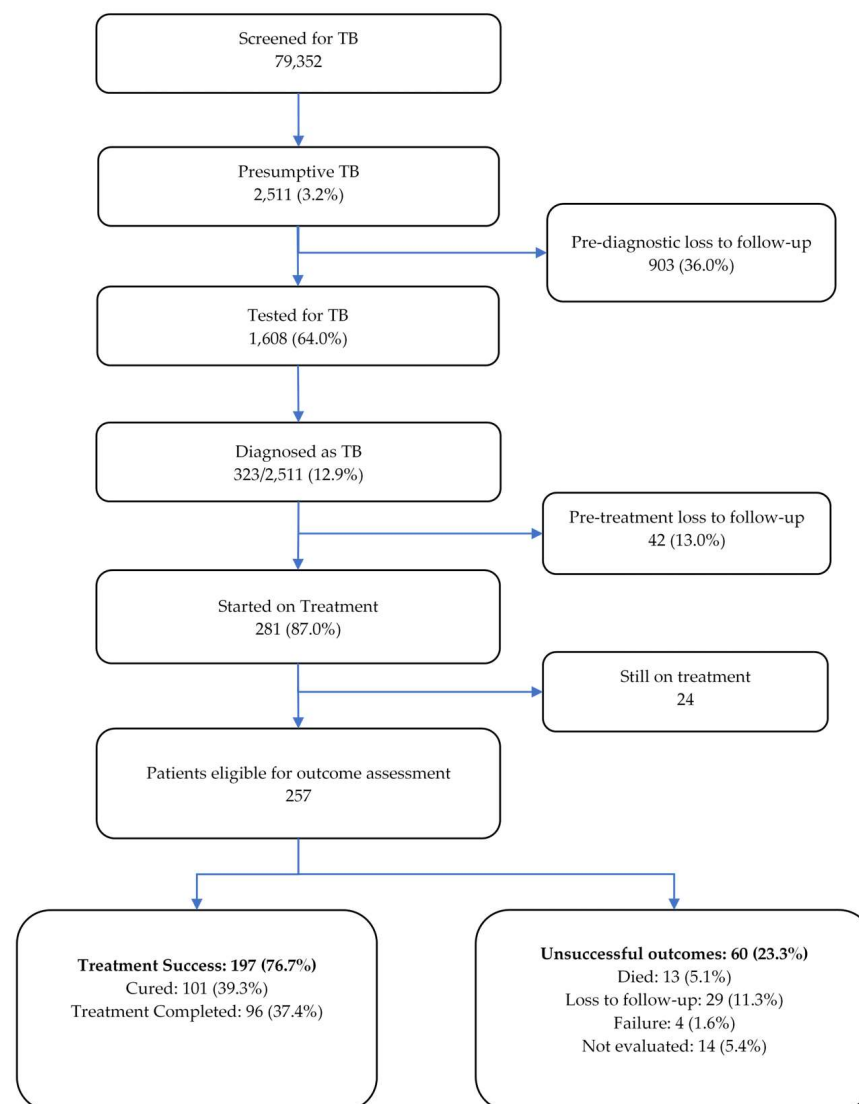 Screened for TB
79,352
Presumptive TB
2,511 (3.2%)
Pre-diagnostic loss to follow-up
903 (36.0%)
Tested for TB
1,608 (64.0%)
Diagnosed as TB
323/2,511 (12.9%)
Pre-treatment loss to follow-up
42 (13.0%)
Started on Treatment
281 (87.0%)
Still on treatment
24
Patients eligible for outcome assessment
257
Treatment Success: 197 (76.7%)
Cured: 101 (39.3%)
Treatment Completed: 96 (37.4%)
Unsuccessful outcomes: 60 (23.3%)
Died: 13 (5.1%)
Loss to follow-up: 29 (11.3%)
Failure: 4 (1.6%)
Not evaluated: 14 (5.4%)